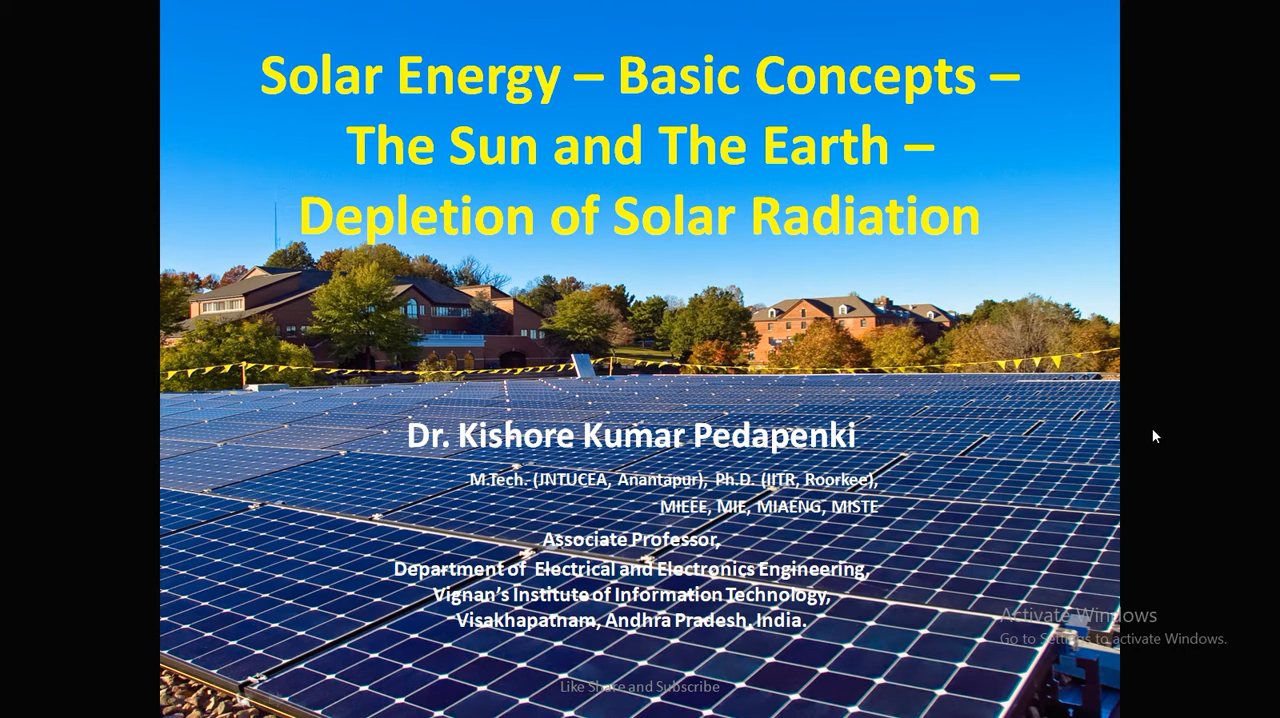 Solar Energy – Basic Concepts –
The Sun and The Earth –
Depletion of Solar Radiation
Dr. Kishore Kumar Pedapenki
M.Tech. (JNTUCEA, Anantapur), Ph.D. (IITR, Roorkee),
MIEEE, MIE, MIAENG, MISTE
Associate Professor,
Department of Electrical and Electronics Engineering,
Vignan's Institute of Information Technology,
Visakhapatnam, Andhra Pradesh, India.
Activate Windows
Go to Settings to activate Windows.
Like Share and Subscribe